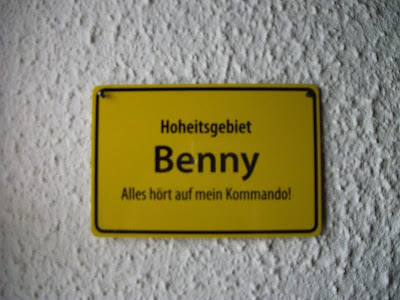 Hoheitsgebiet
Benny
Alles hört auf mein Kommando!